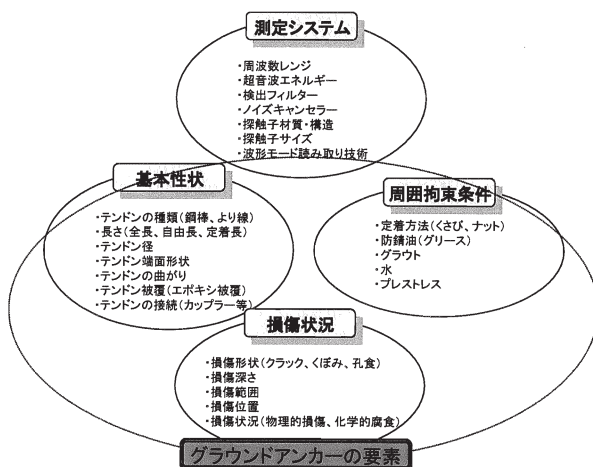 測定システム
・周波数レンジ
・超音波エネルギー
・検出フィルター
・ノイズキャンセラー
・探触子材質・構造
・探触子サイズ
・波形モード読み取り技術
基本性状
・テンドンの種類(鋼棒、より線)
・長さ(全長、自由長、定着長)
・テンドン径
・テンドン端面形状
・テンドンの曲がり
・テンドン被覆(エポキシ被覆)
・テンドンの接続(カップラー等)
周囲拘束条件
・定着方法(くさび、ナット)
・防錆油(グリース)
・グラウト
・水
・プレストレス
損傷状況
・損傷形状(クラック、くぼみ、孔食)
・損傷深さ
・損傷範囲
・損傷位置
・損傷状況(物理的損傷、化学的腐食)
グラウンドアンカーの要素